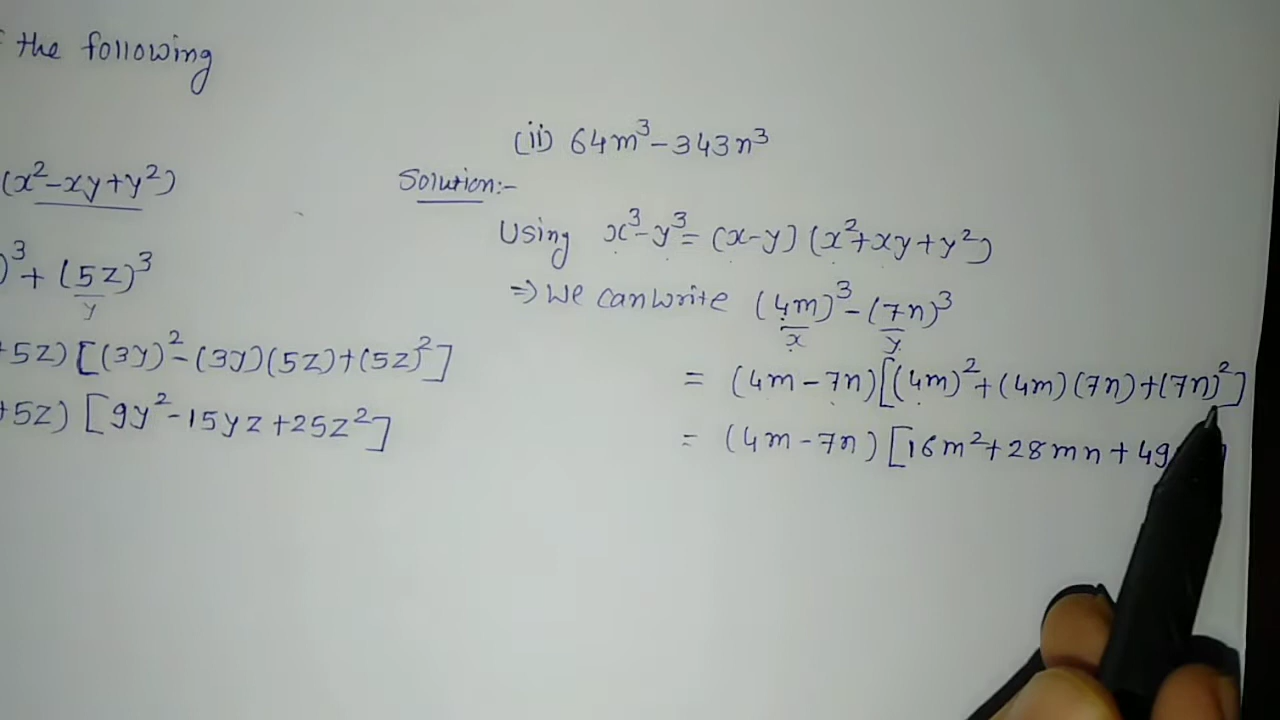 the following
(x²-xy+y²)
)³+(5z)³
y
+5z)[(3y)²-(3y)(5z)+(5z)²]
+5z)[9y²-15yz+25z²]
(ii) 64m³-343n³
Solution:-
Using x³-y³=(x-y)(x²+xy+y²)
⇒ We can write (4m)³-(7n)³
x y
= (4m-7n)[(4m)²+(4m)(7n)+(7n)²]
= (4m-7n)[16m²+28mn+49